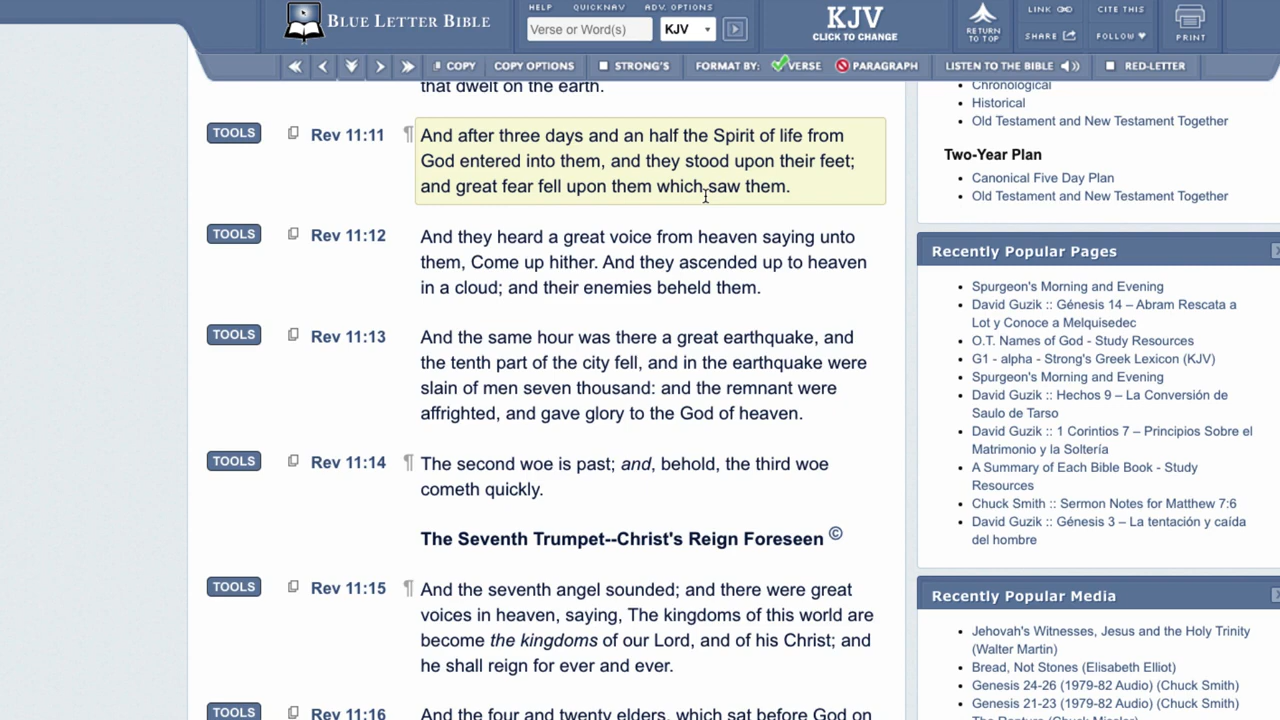 BLUE LETTER BIBLE
HELP QUICKNAV ADV. OPTIONS
Verse or Word(s) KJV
KJV
CLICK TO CHANGE
RETURN
TO TOP
LINK CITE THIS
SHARE FOLLOW
PRINT
COPY COPY OPTIONS STRONG'S FORMAT BY: VERSE PARAGRAPH LISTEN TO THE BIBLE RED-LETTER
that dwelt on the earth.
TOOLS Rev 11:11 ¶ And after three days and an half the Spirit of life from
God entered into them, and they stood upon their feet;
and great fear fell upon them which saw them.
TOOLS Rev 11:12 And they heard a great voice from heaven saying unto
them, Come up hither. And they ascended up to heaven
in a cloud; and their enemies beheld them.
TOOLS Rev 11:13 And the same hour was there a great earthquake, and
the tenth part of the city fell, and in the earthquake were
slain of men seven thousand: and the remnant were
affrighted, and gave glory to the God of heaven.
TOOLS Rev 11:14 ¶ The second woe is past; and, behold, the third woe
cometh quickly.
The Seventh Trumpet--Christ's Reign Foreseen ©
TOOLS Rev 11:15 ¶ And the seventh angel sounded; and there were great
voices in heaven, saying, The kingdoms of this world are
become the kingdoms of our Lord, and of his Christ; and
he shall reign for ever and ever.
TOOLS Rev 11:16 And the four and twenty elders, which sat before God on
Chronological
Historical
Old Testament and New Testament Together
Two-Year Plan
Canonical Five Day Plan
Old Testament and New Testament Together
Recently Popular Pages
Spurgeon's Morning and Evening
David Guzik :: Génesis 14 – Abram Rescata a
Lot y Conoce a Melquisedec
O.T. Names of God - Study Resources
G1 - alpha - Strong's Greek Lexicon (KJV)
Spurgeon's Morning and Evening
David Guzik :: Hechos 9 – La Conversión de
Saulo de Tarso
David Guzik :: 1 Corintios 7 – Principios Sobre el
Matrimonio y la Soltería
A Summary of Each Bible Book - Study
Resources
Chuck Smith :: Sermon Notes for Matthew 7:6
David Guzik :: Génesis 3 – La tentación y caída
del hombre
Recently Popular Media
Jehovah's Witnesses, Jesus and the Holy Trinity
(Walter Martin)
Bread, Not Stones (Elisabeth Elliot)
Genesis 24-26 (1979-82 Audio) (Chuck Smith)
Genesis 21-23 (1979-82 Audio) (Chuck Smith)
The Rapture (Chuck Missler)